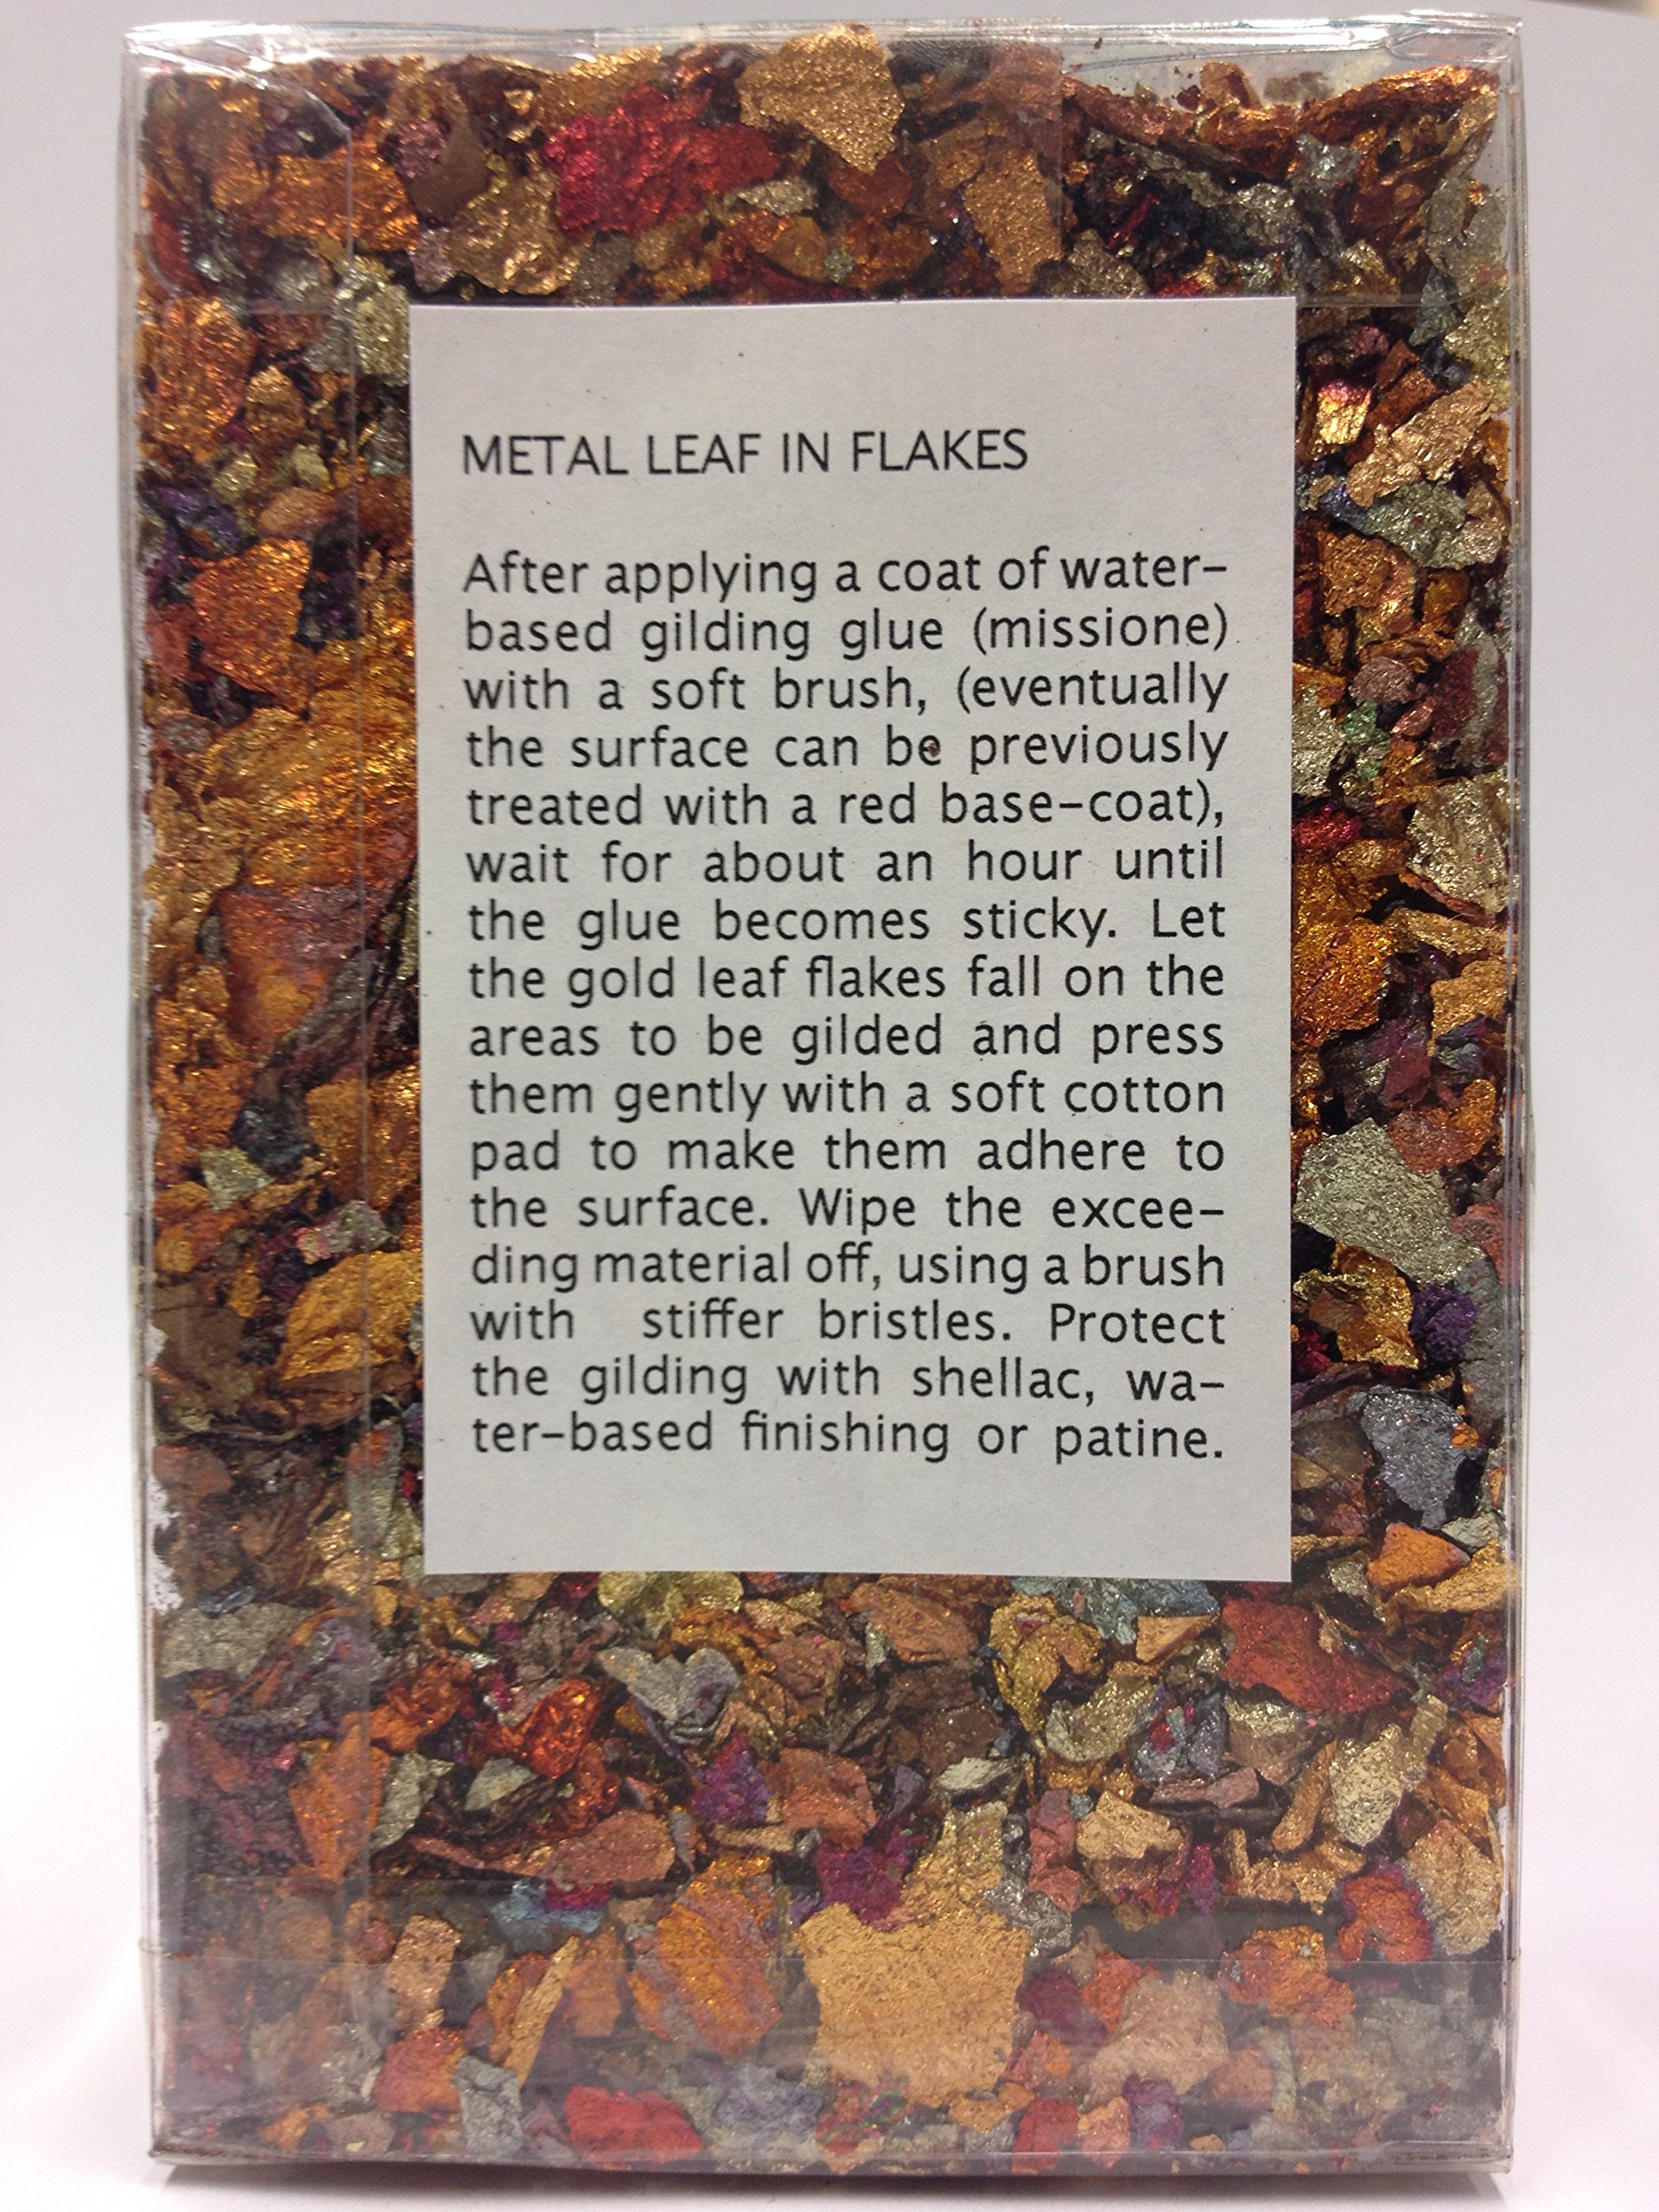 METAL LEAF IN FLAKES
After applying a coat of water-
based gilding glue (missione)
with a soft brush, (eventually
the surface can be previously
treated with a red base-coat),
wait for about an hour until
the glue becomes sticky. Let
the gold leaf flakes fall on the
areas to be gilded and press
them gently with a soft cotton
pad to make them adhere to
the surface. Wipe the excee-
ding material off, using a brush
with stiffer bristles. Protect
the gilding with shellac, wa-
ter-based finishing or patine.